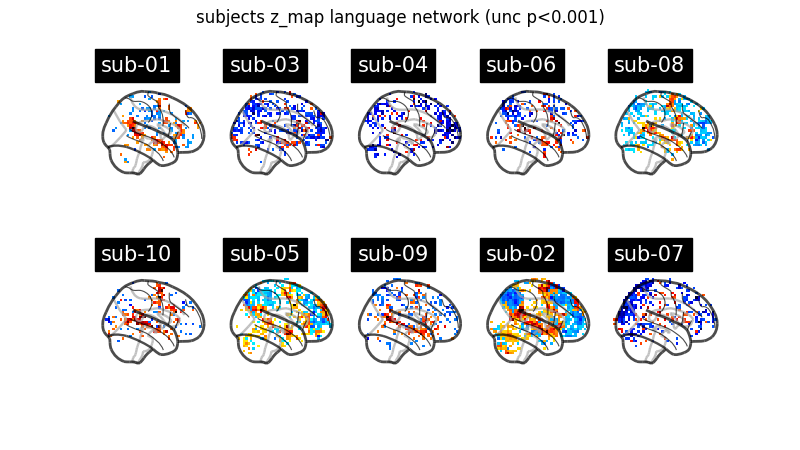 subjects z_map language network (unc p<0.001)
sub-01
sub-03
sub-04
sub-06
sub-08
sub-10
sub-05
sub-09
sub-02
sub-07